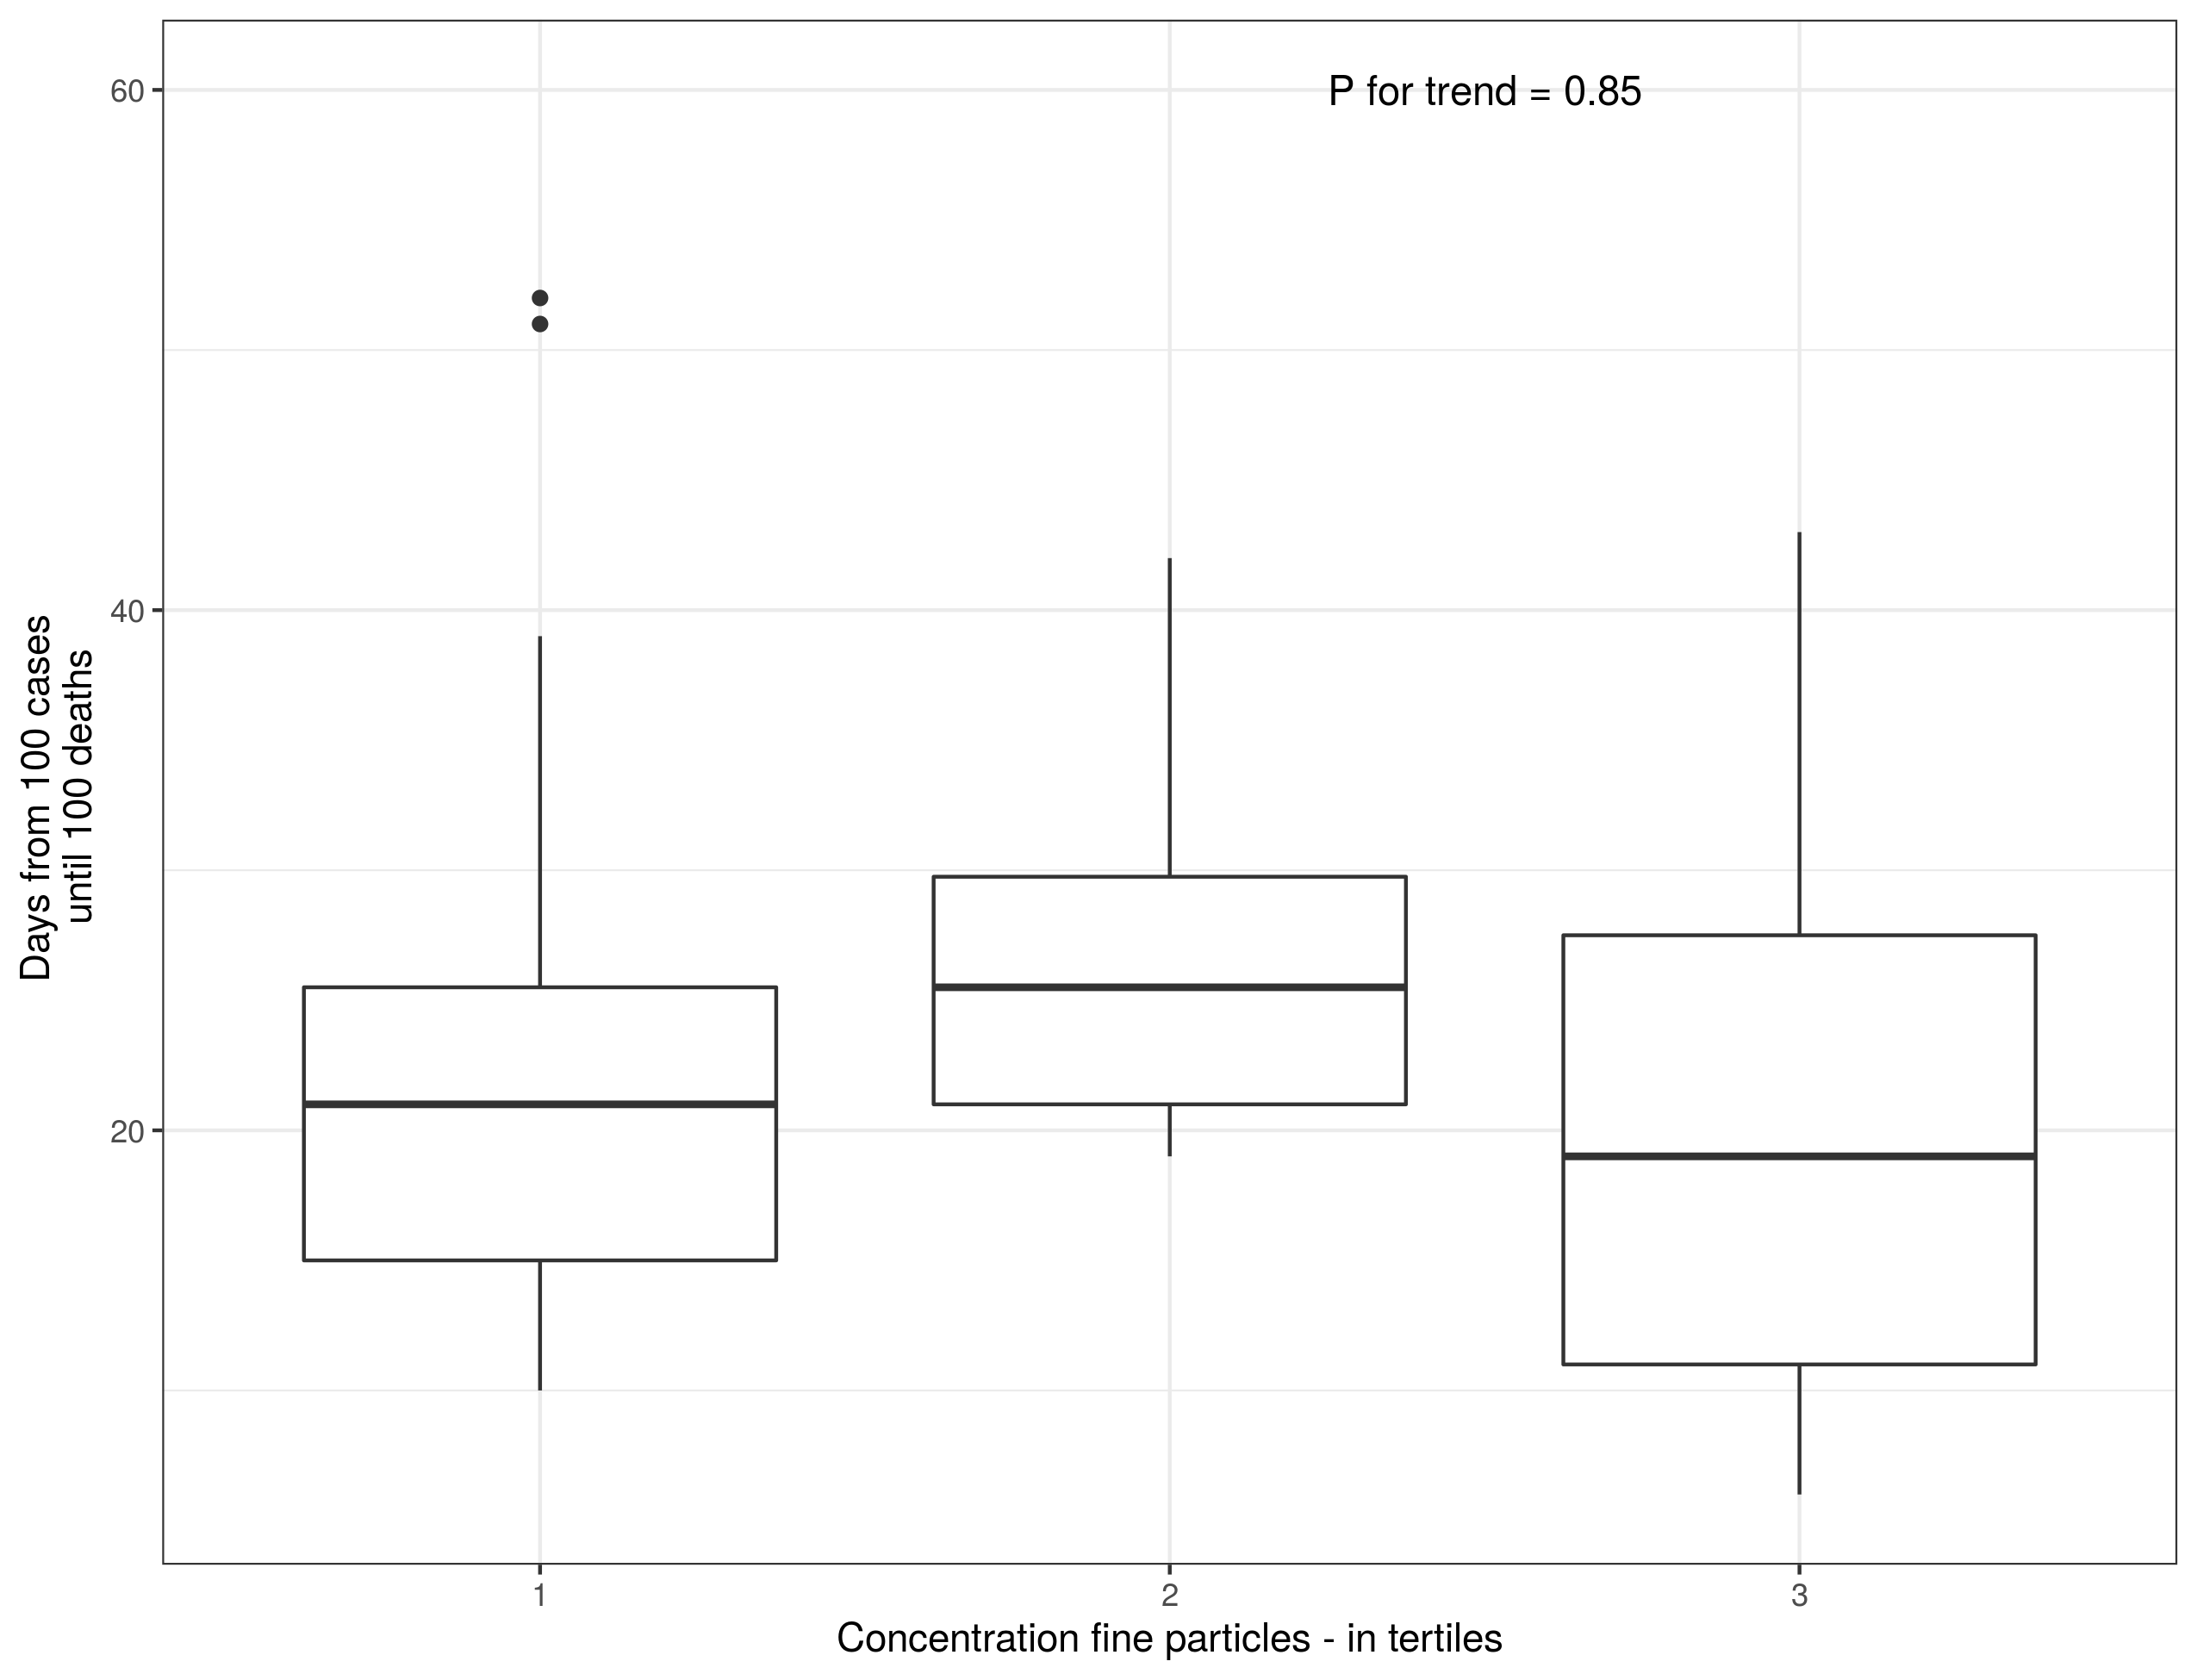 P for trend = 0.85
60
40
20
Days from 100 cases
until 100 deaths
1
2
3
Concentration fine particles - in tertiles